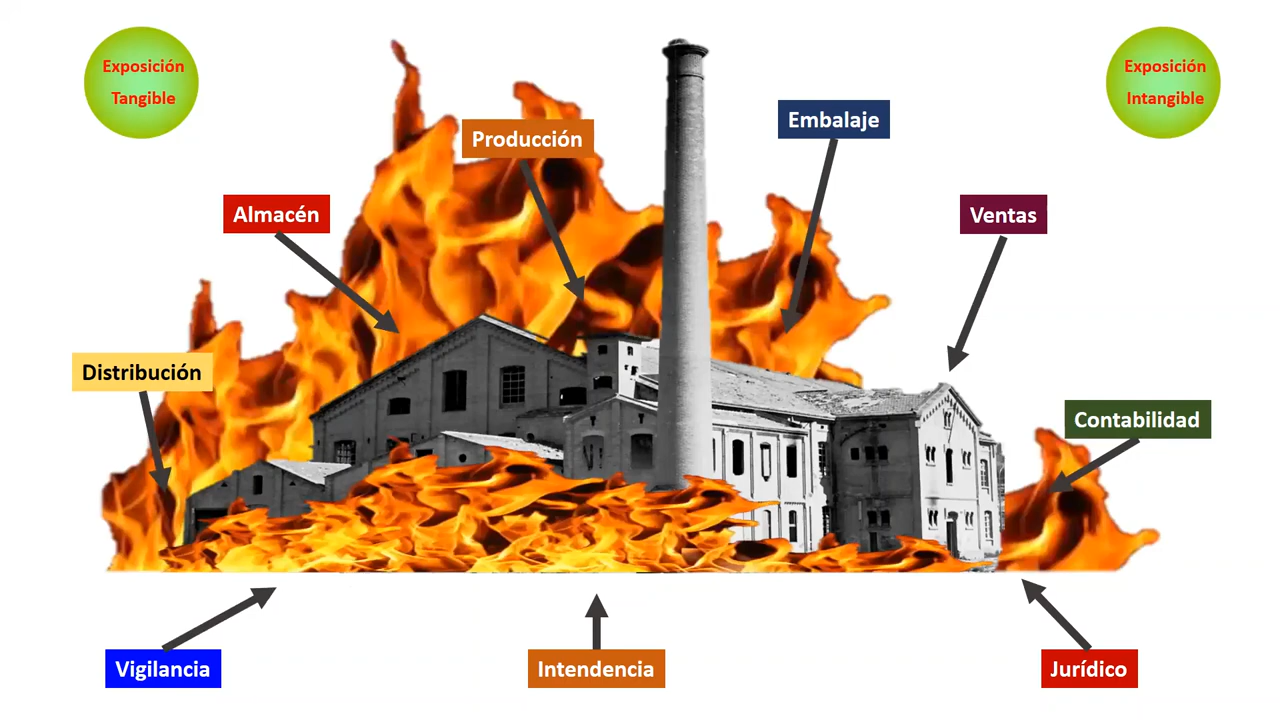 Exposición
Tangible
Exposición
Intangible
Embalaje
Producción
Almacén
Ventas
Distribución
Contabilidad
Vigilancia
Intendencia
Jurídico